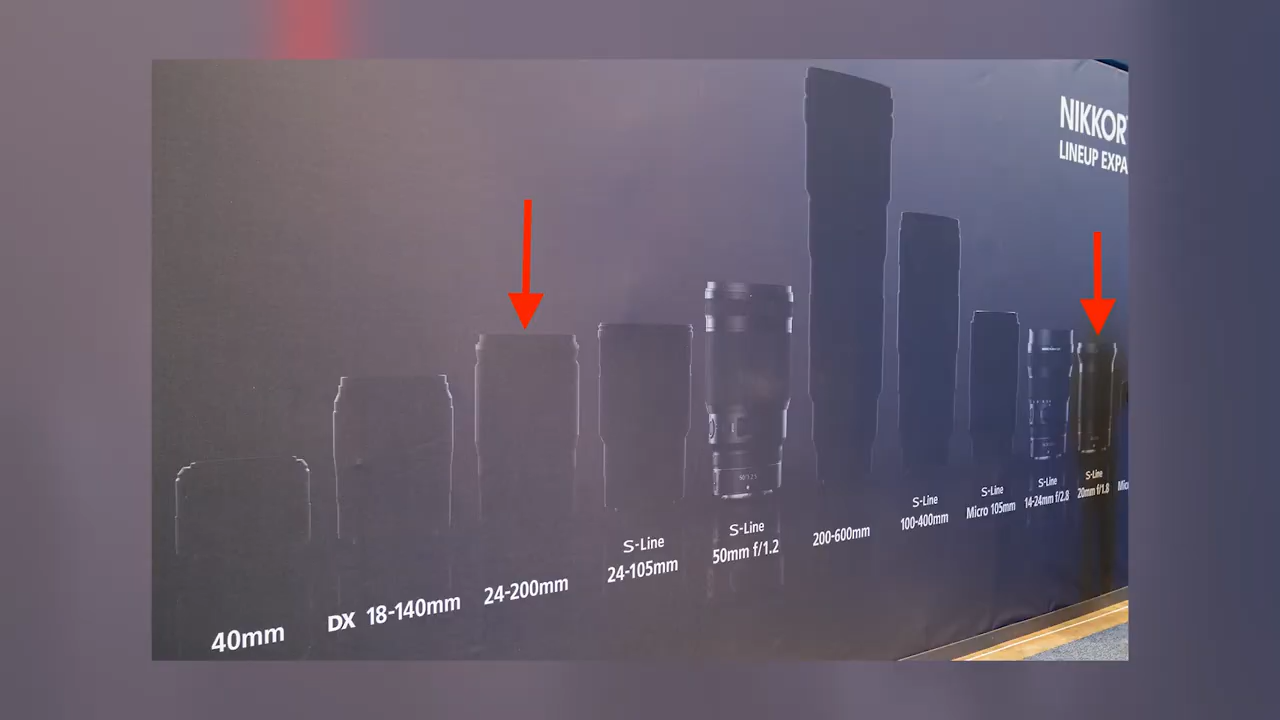 NIKKOR
LINEUP EXPA
40mm
DX 18-140mm
24-200mm
S-Line
24-105mm
S-Line
50mm f/1.2
200-600mm
S-Line
100-400mm
S-Line
Micro 105mm
S-Line
14-24mm f/2.8
S-Line
20mm f/1.8